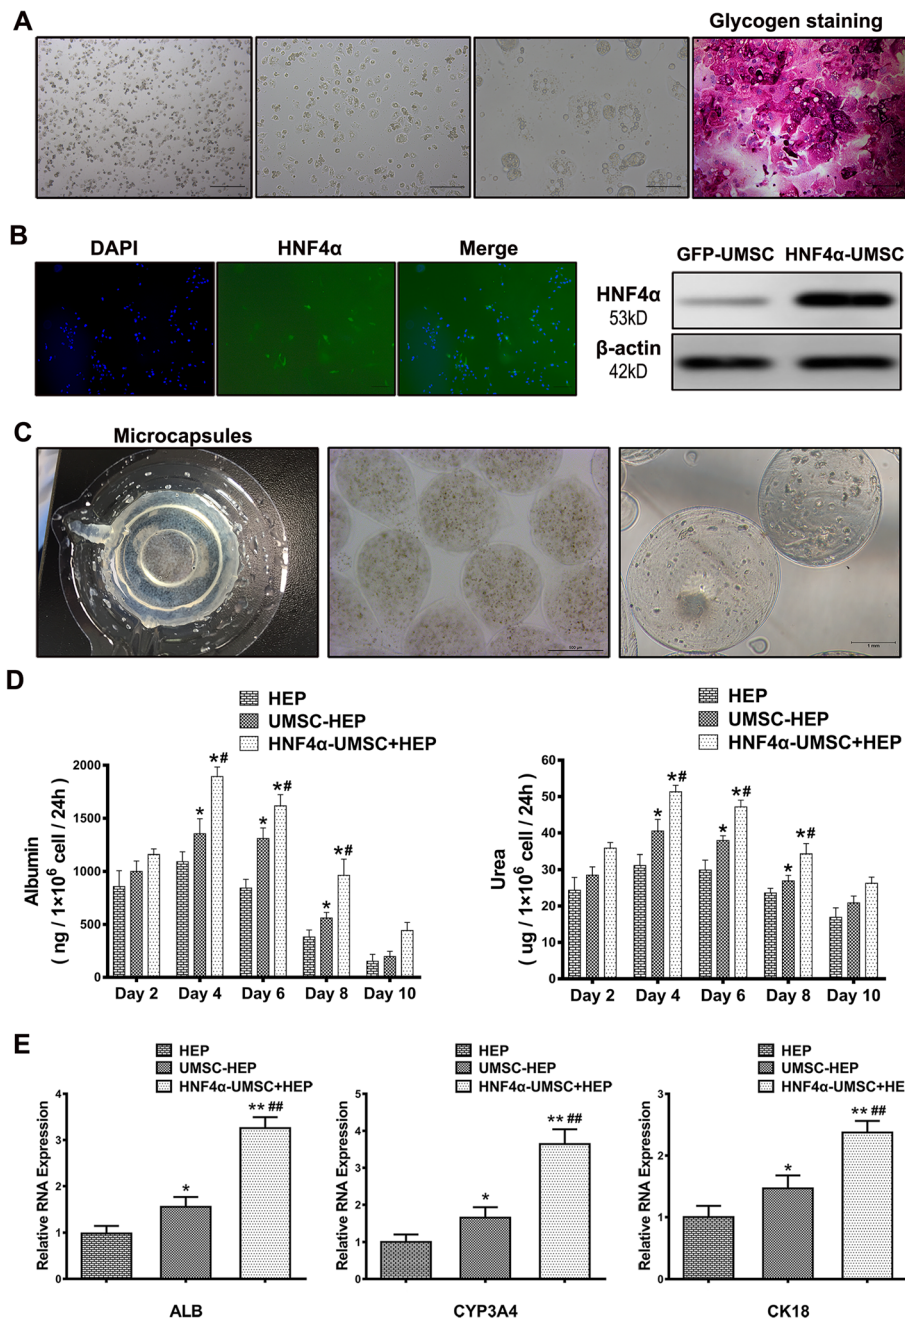 A
Glycogen staining
B
DAPI
HNF4α
Merge
GFP-UMSC
HNF4α-UMSC
HNF4α
53kD
β-actin
42kD
C
Microcapsules
500 μm
1 mm
D
HEP
UMSC-HEP
HNF4α-UMSC+HEP
Albumin
( ng / 1×10⁶ cell / 24h )
2000
1500
1000
500
0
*
*#
*
*#
*
*#
Day 2 Day 4 Day 6 Day 8 Day 10
HEP
UMSC-HEP
HNF4α-UMSC+HEP
Urea
( ug / 1×10⁶ cell / 24h )
60
50
40
30
20
10
0
*
*#
*
*#
*
*#
Day 2 Day 4 Day 6 Day 8 Day 10
E
HEP
UMSC-HEP
HNF4α-UMSC+HEP
Relative RNA Expression
4
3
2
1
0
*
** ##
ALB
HEP
UMSC-HEP
HNF4α-UMSC+HEP
Relative RNA Expression
5
4
3
2
1
0
*
** ##
CYP3A4
HEP
UMSC-HEP
HNF4α-UMSC+HE
Relative RNA Expression
3
2
1
0
*
** ##
CK18